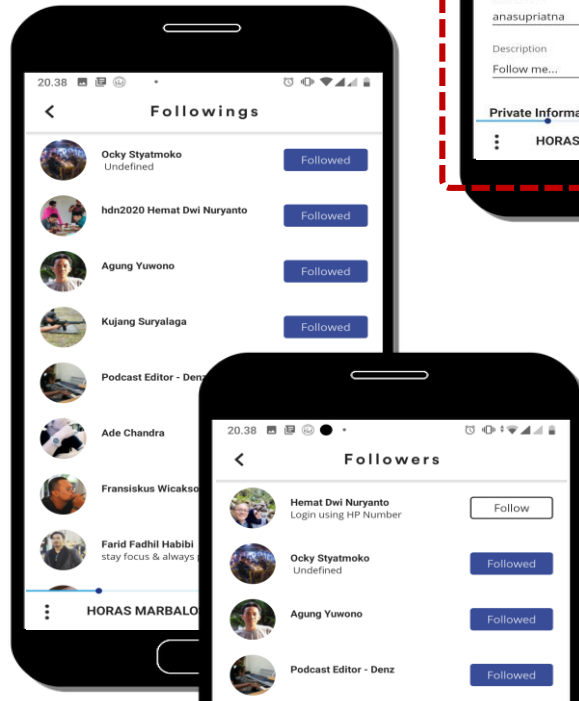 anasupriatna
Description
Follow me...
Private Informa
HORAS
20.38
Followings
Ocky Styatmoko
Undefined
Followed
hdn2020 Hemat Dwi Nuryanto
Followed
Agung Yuwono
Followed
Kujang Suryalaga
Followed
Podcast Editor - Denz
Ade Chandra
Fransiskus Wicakso
Farid Fadhil Habibi
stay focus & always
HORAS MARBALO
20.38
Followers
Hemat Dwi Nuryanto
Login using HP Number
Follow
Ocky Styatmoko
Undefined
Followed
Agung Yuwono
Followed
Podcast Editor - Denz
Followed